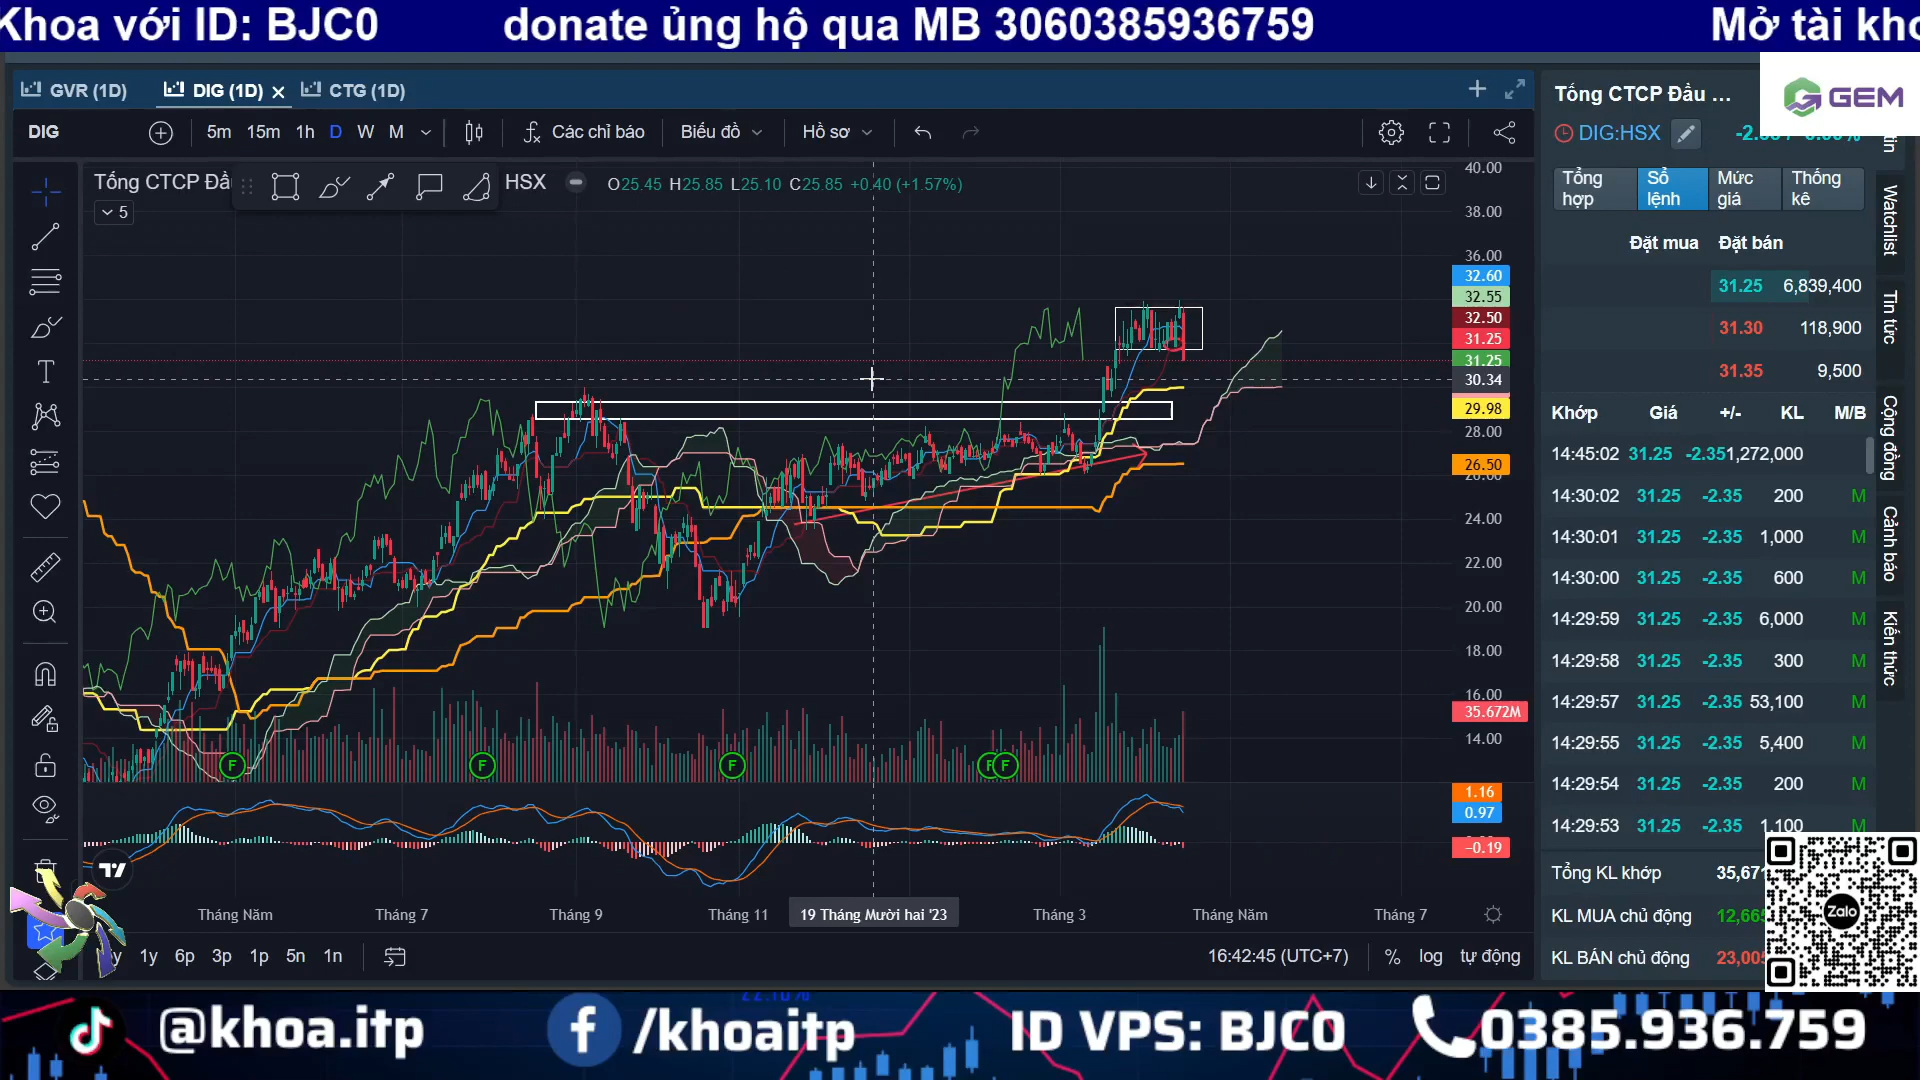 Khoa với ID: BJC0 donate ủng hộ qua MB 3060385936759 Mở tài kho
GVR (1D) DIG (1D) CTG (1D)
DIG 5m 15m 1h D W M Các chỉ báo Biểu đồ Hồ sơ
Tống CTCP Đầu HSX O25.45 H25.85 L25.10 C25.85 +0.40 (+1.57%)
5
40.00
38.00
36.00
32.60
32.55
32.50
31.25
31.25
30.34
29.98
28.00
26.50
26.00
24.00
22.00
20.00
18.00
16.00
35.672M
14.00
F F F F F
1.16
0.97
−0.19
Tháng Năm Tháng 7 Tháng 9 Tháng 11 19 Tháng Mười hai '23 Tháng 3 Tháng Năm Tháng 7
1y 6p 3p 1p 5n 1n 16:42:45 (UTC+7) % log tự động
Tống CTCP Đầu ...
GEM
DIG:HSX
Tổng hợp
Sổ lệnh
Mức giá
Thống kê
Đặt mua Đặt bán
31.25 6,839,400
31.30 118,900
31.35 9,500
Khớp Giá +/- KL M/B
14:45:02 31.25 -2.35 1,272,000
14:30:02 31.25 -2.35 200 M
14:30:01 31.25 -2.35 1,000 M
14:30:00 31.25 -2.35 600 M
14:29:59 31.25 -2.35 6,000 M
14:29:58 31.25 -2.35 300 M
14:29:57 31.25 -2.35 53,100 M
14:29:55 31.25 -2.35 5,400 M
14:29:54 31.25 -2.35 200 M
14:29:53 31.25 -2.35 1,100 M
Tổng KL khớp 35,671
KL MUA chủ động 12,665
KL BÁN chủ động 23,005
Watchlist
Tin tức
Cộng đồng
Cảnh báo
Kiến thức
Zalo
@khoa.itp /khoaitp ID VPS: BJC0 0385.936.759